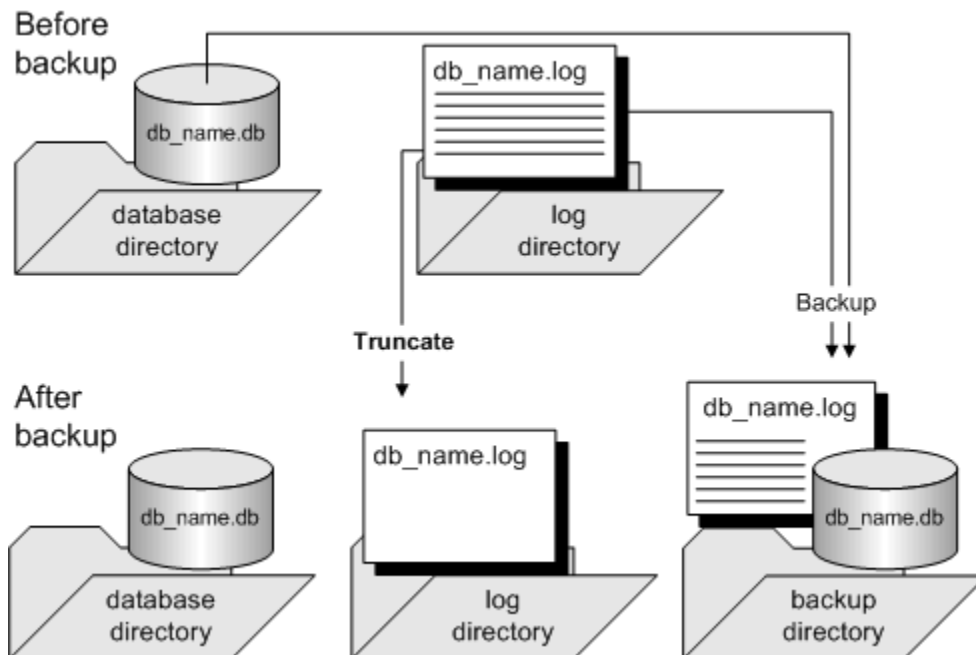 Before
backup
db_name.db
database
directory
db_name.log
log
directory
Backup
Truncate
After
backup
db_name.db
database
directory
db_name.log
log
directory
db_name.log
db_name.db
backup
directory